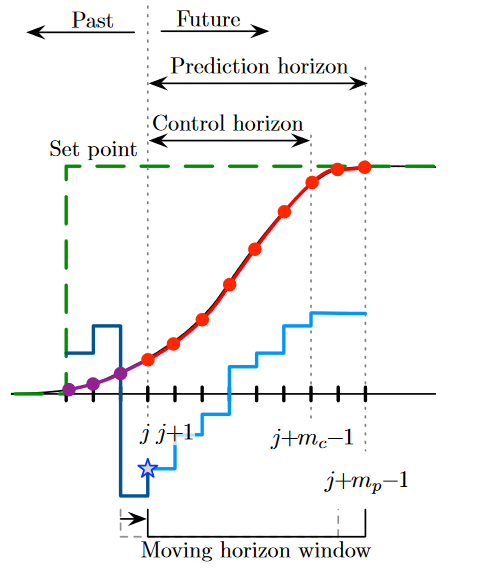 Past Future
Prediction horizon
Control horizon
Set point
j j+1
j+m_c−1
j+m_p−1
Moving horizon window